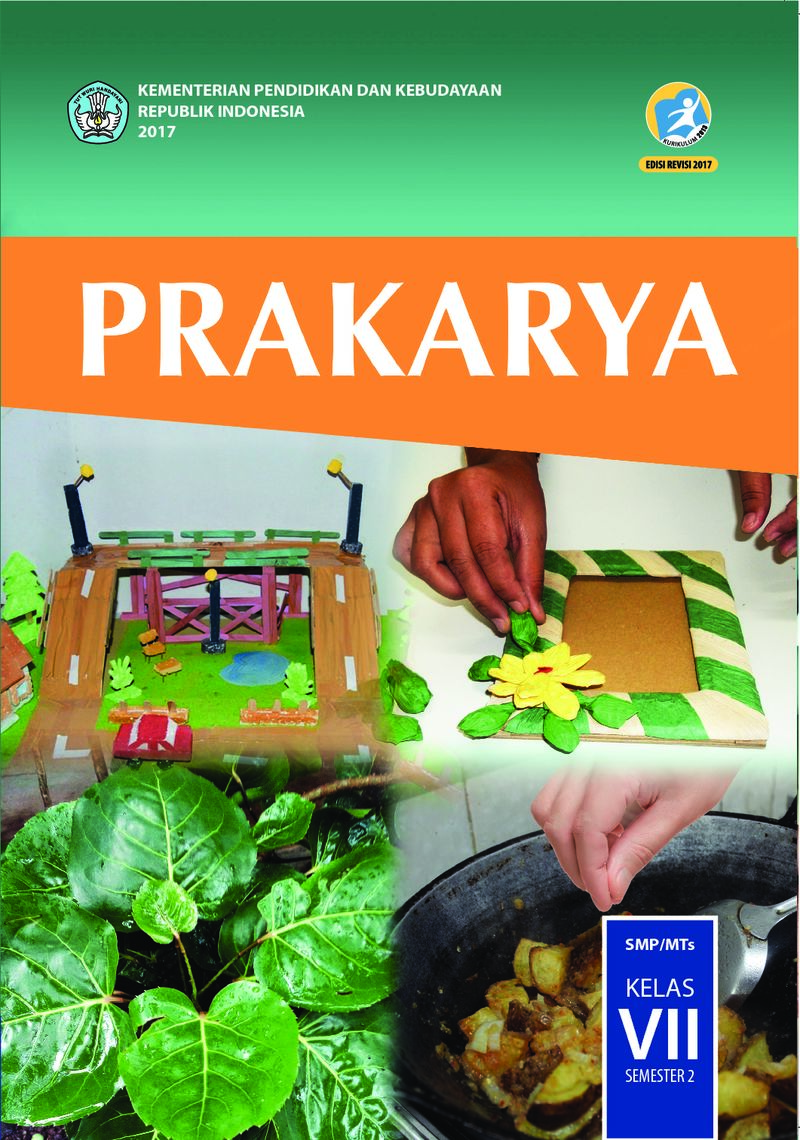 KEMENTERIAN PENDIDIKAN DAN KEBUDAYAAN
REPUBLIK INDONESIA
2017
TUT WURI HANDAYANI
KURIKULUM 2013
EDISI REVISI 2017
PRAKARYA
SMP/MTs
KELAS
VII
SEMESTER 2